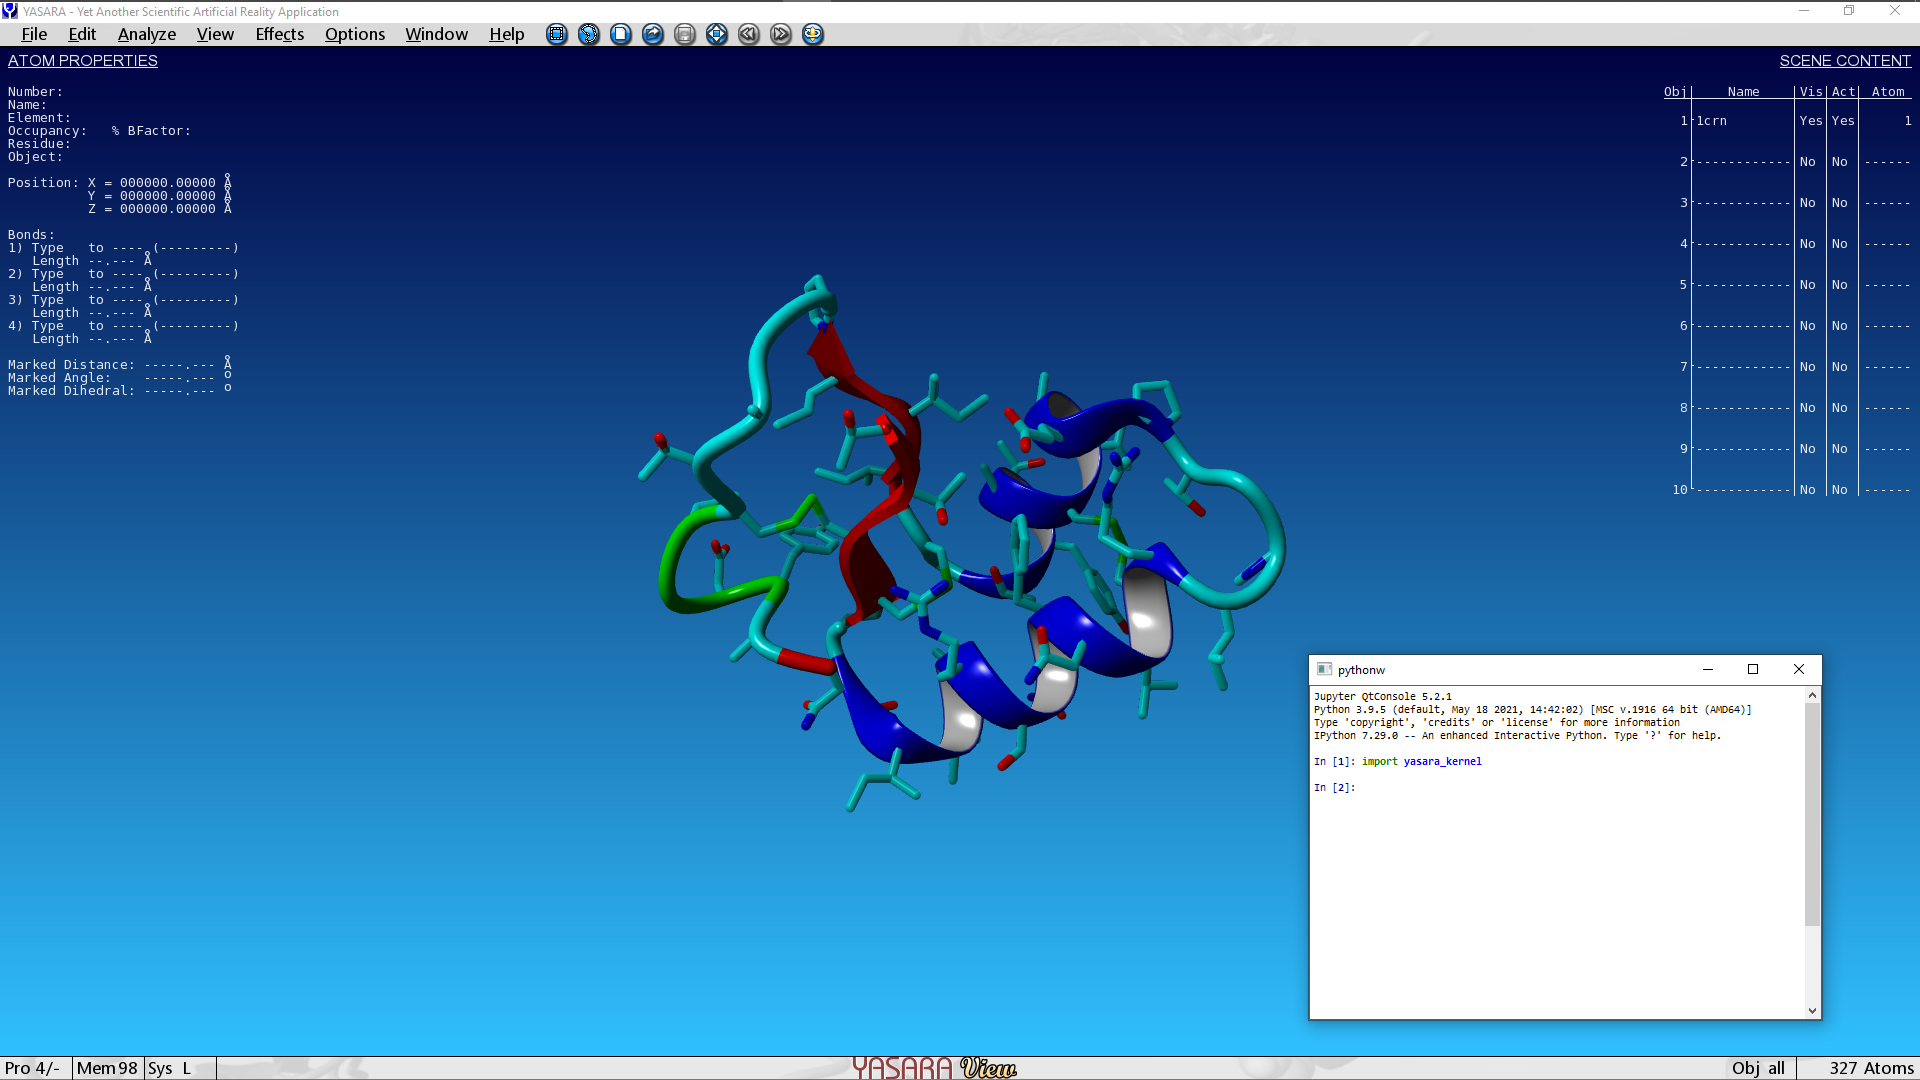 YASARA - Yet Another Scientific Artificial Reality Application
File Edit Analyze View Effects Options Window Help
ATOM PROPERTIES
Number:
Name:
Element:
Occupancy:   % BFactor:
Residue:
Object:
Position: X = 000000.00000 Å
Y = 000000.00000 Å
Z = 000000.00000 Å
Bonds:
1) Type   to ----.(---------)
Length --.--- Å
2) Type   to ----.(---------)
Length --.--- Å
3) Type   to ----.(---------)
Length --.--- Å
4) Type   to ----.(---------)
Length --.--- Å
Marked Distance: -----.--- Å
Marked Angle:    -----.--- o
Marked Dihedral: -----.--- o
SCENE CONTENT
Obj| Name |Vis|Act| Atom
1 1crn Yes Yes 1
2 ------------ No No ------
3 ------------ No No ------
4 ------------ No No ------
5 ------------ No No ------
6 ------------ No No ------
7 ------------ No No ------
8 ------------ No No ------
9 ------------ No No ------
10 ------------ No No ------
pythonw
Jupyter QtConsole 5.2.1
Python 3.9.5 (default, May 18 2021, 14:42:02) [MSC v.1916 64 bit (AMD64)]
Type 'copyright', 'credits' or 'license' for more information
IPython 7.29.0 -- An enhanced Interactive Python. Type '?' for help.
In [1]: import yasara_kernel
In [2]:
Pro 4/- Mem 98 Sys L YASARA View Obj all 327 Atoms